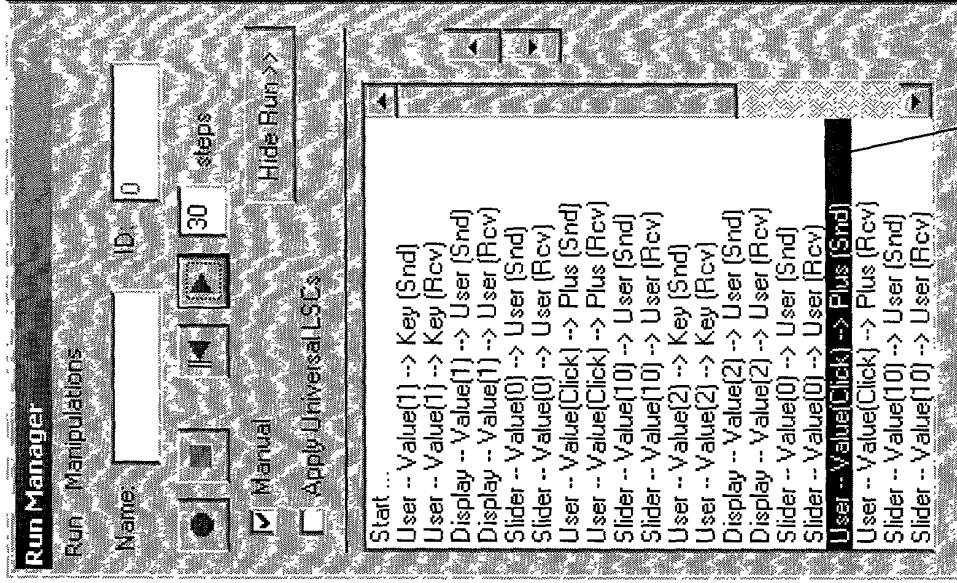 Run Manager
Run Manipulations
Name: ID: 0
30 steps
Manual
Apply Universal LSCs
Hide Run>>
Start ...
User -- Value(1) --> Key (Snd)
User -- Value(1) --> Key (Rcv)
Display -- Value(1) --> User (Snd)
Display -- Value(1) --> User (Rcv)
Slider -- Value(0) --> User (Snd)
Slider -- Value(0) --> User (Rcv)
User -- Value(Click) --> Plus (Snd)
User -- Value(Click) --> Plus (Rcv)
Slider -- Value(10) --> User (Snd)
Slider -- Value(10) --> User (Rcv)
User -- Value(2) --> Key (Snd)
User -- Value(2) --> Key (Rcv)
Display -- Value(2) --> User (Snd)
Display -- Value(2) --> User (Rcv)
Slider -- Value(0) --> User (Snd)
Slider -- Value(0) --> User (Rcv)
User -- Value(Click) --> Plus (Snd)
User -- Value(Click) --> Plus (Rcv)
Slider -- Value(10) --> User (Snd)
Slider -- Value(10) --> User (Rcv)